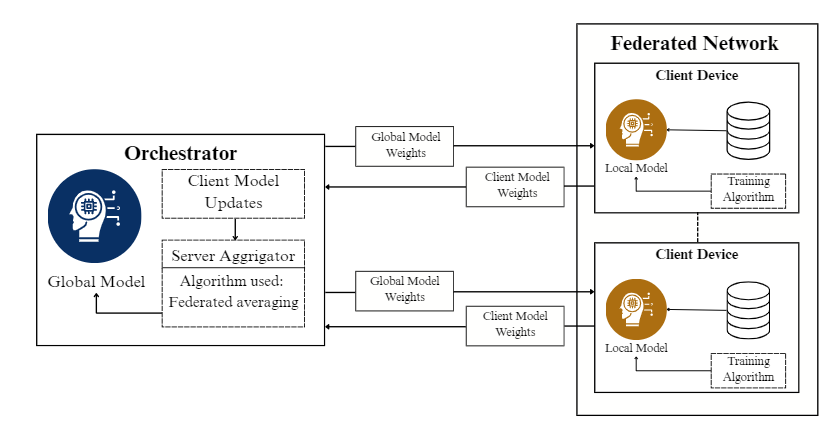 Federated Network
Client Device
Local Model
Training
Algorithm
Orchestrator
Global Model
Weights
Client Model
Weights
Client Model
Updates
Server Aggrigator
Algorithm used:
Federated averaging
Global Model
Global Model
Weights
Client Model
Weights
Client Device
Local Model
Training
Algorithm